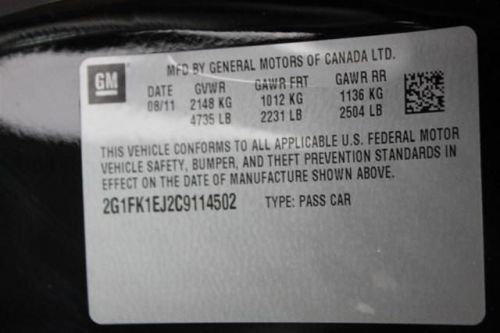 MFD BY GENERAL MOTORS OF CANADA LTD.
GM
DATE GVWR GAWR FRT GAWR RR
08/11 2148 KG 1012 KG 1136 KG
4735 LB 2231 LB 2504 LB
THIS VEHICLE CONFORMS TO ALL APPLICABLE U.S. FEDERAL MOTOR
VEHICLE SAFETY, BUMPER, AND THEFT PREVENTION STANDARDS IN
EFFECT ON THE DATE OF MANUFACTURE SHOWN ABOVE.
2G1FK1EJ2C9114502 TYPE: PASS CAR